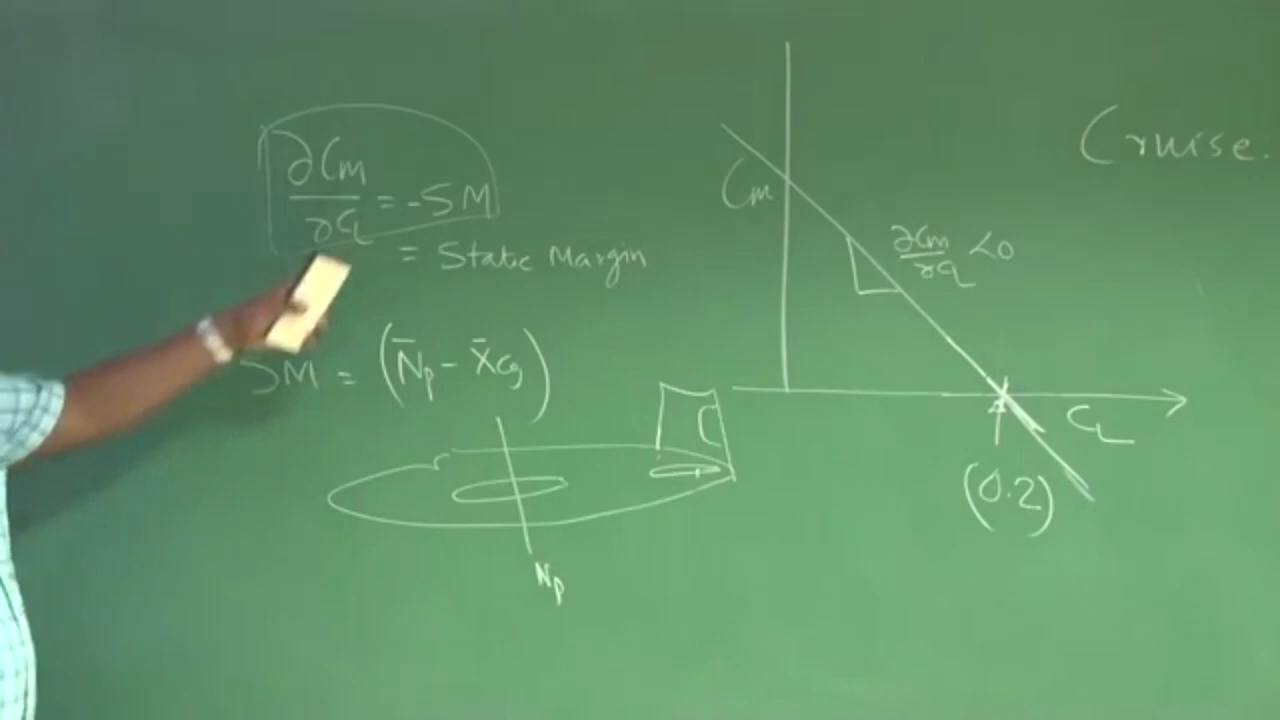 ∂Cm/∂CL = -SM
= Static Margin
SM = (N̄p - X̄cg)
Np
Cm
∂Cm/∂CL <0
CL
(0.2)
Cruise.